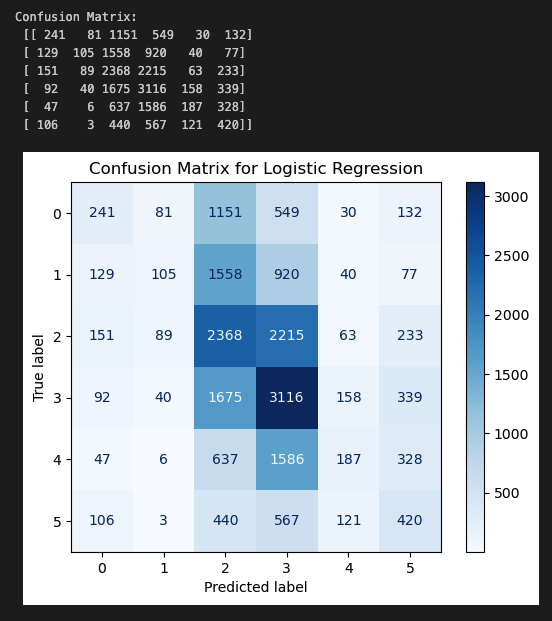 Confusion Matrix:
[[ 241 81 1151 549 30 132]
[ 129 105 1558 920 40 77]
[ 151 89 2368 2215 63 233]
[ 92 40 1675 3116 158 339]
[ 47 6 637 1586 187 328]
[ 106 3 440 567 121 420]]
Confusion Matrix for Logistic Regression
0 241 81 1151 549 30 132
1 129 105 1558 920 40 77
2 151 89 2368 2215 63 233
3 92 40 1675 3116 158 339
4 47 6 637 1586 187 328
5 106 3 440 567 121 420
0 1 2 3 4 5
Predicted label
True label
3000
2500
2000
1500
1000
500